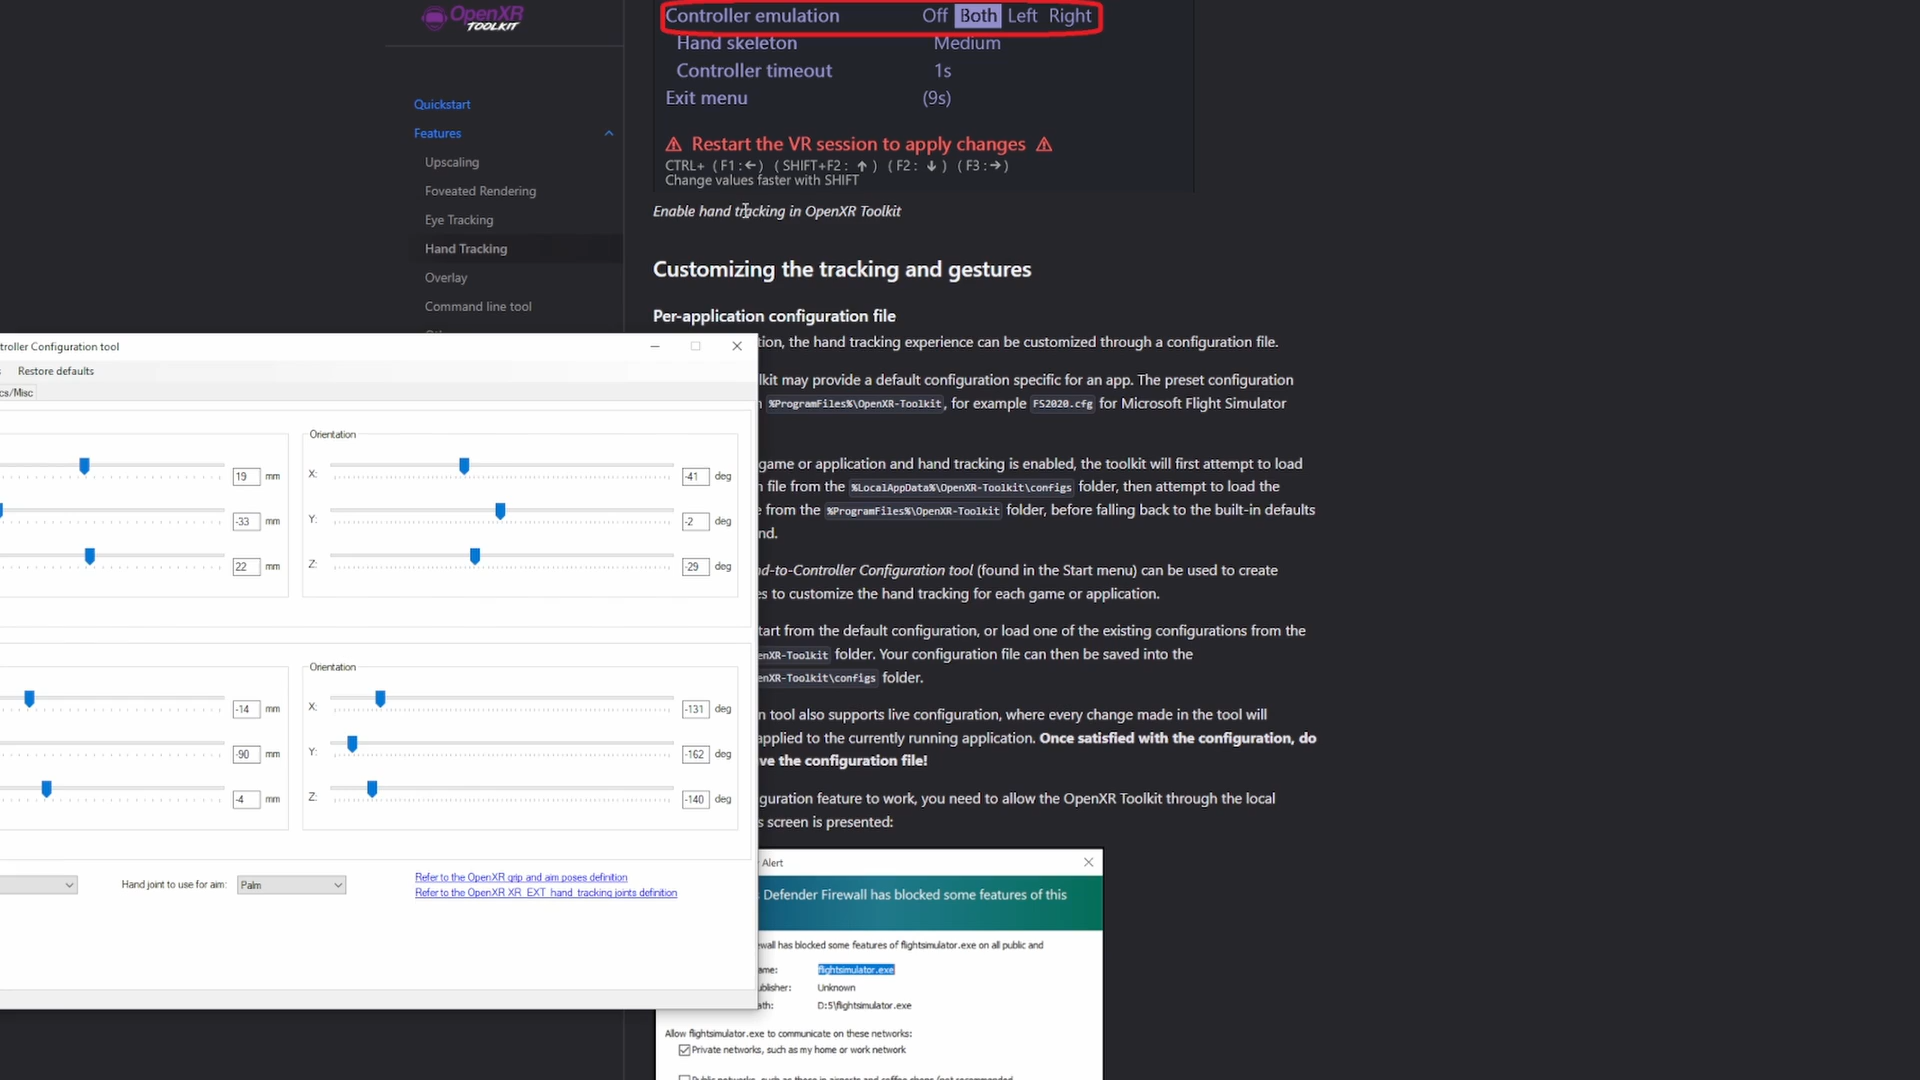 OpenXR
TOOLKIT
Quickstart
Features
Upscaling
Foveated Rendering
Eye Tracking
Hand Tracking
Overlay
Command line tool
Controller emulation Off Both Left Right
Hand skeleton Medium
Controller timeout 1s
Exit menu (9s)
⚠ Restart the VR session to apply changes ⚠
CTRL+ ( F1 : ← ) ( SHIFT+F2 : ↑ ) ( F2 : ↓ ) ( F3 : → )
Change values faster with SHIFT
Enable hand tracking in OpenXR Toolkit
Customizing the tracking and gestures
Per-application configuration file
tion, the hand tracking experience can be customized through a configuration file.
lkit may provide a default configuration specific for an app. The preset configuration
%ProgramFiles%\OpenXR-Toolkit, for example FS2020.cfg for Microsoft Flight Simulator
game or application and hand tracking is enabled, the toolkit will first attempt to load
n file from the %LocalAppData%\OpenXR-Toolkit\configs folder, then attempt to load the
e from the %ProgramFiles%\OpenXR-Toolkit folder, before falling back to the built-in defaults
nd.
nd-to-Controller Configuration tool (found in the Start menu) can be used to create
es to customize the hand tracking for each game or application.
tart from the default configuration, or load one of the existing configurations from the
enXR-Toolkit folder. Your configuration file can then be saved into the
enXR-Toolkit\configs folder.
n tool also supports live configuration, where every change made in the tool will
applied to the currently running application. Once satisfied with the configuration, do
ve the configuration file!
guration feature to work, you need to allow the OpenXR Toolkit through the local
s screen is presented:
troller Configuration tool
s Restore defaults
cs/Misc
Orientation
19 mm X: -41 deg
-33 mm Y: -2 deg
22 mm Z: -29 deg
Orientation
-14 mm X: -131 deg
-90 mm Y: -162 deg
-4 mm Z: -140 deg
Hand joint to use for aim: Palm
Refer to the OpenXR grip and aim poses definition
Refer to the OpenXR XR_EXT_hand_tracking joints definition
Alert
Defender Firewall has blocked some features of this
ewall has blocked some features of flightsimulator.exe on all public and
ame: flightsimulator.exe
ublisher: Unknown
ath: D:5\flightsimulator.exe
Allow flightsimulator.exe to communicate on these networks:
Private networks, such as my home or work network